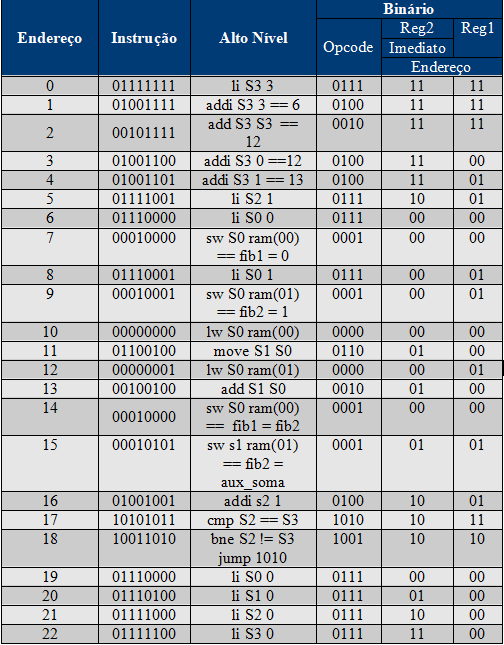 Endereço Instrução Alto Nível Binário
Opcode Reg2 Reg1
Imediato
Endereço
0 01111111 li S3 3 0111 11 11
1 01001111 addi S3 3 == 6 0100 11 11
2 00101111 add S3 S3 ==
12 0010 11 11
3 01001100 addi S3 0 ==12 0100 11 00
4 01001101 addi S3 1 == 13 0100 11 01
5 01111001 li S2 1 0111 10 01
6 01110000 li S0 0 0111 00 00
7 00010000 sw S0 ram(00)
== fib1 = 0 0001 00 00
8 01110001 li S0 1 0111 00 01
9 00010001 sw S0 ram(01)
== fib2 = 1 0001 00 01
10 00000000 lw S0 ram(00) 0000 00 00
11 01100100 move S1 S0 0110 01 00
12 00000001 lw S0 ram(01) 0000 00 01
13 00100100 add S1 S0 0010 01 00
14 00010000 sw S0 ram(00)
== fib1 = fib2 0001 00 00
15 00010101 sw s1 ram(01)
== fib2 =
aux_soma 0001 01 01
16 01001001 addi s2 1 0100 10 01
17 10101011 cmp S2 == S3 1010 10 11
18 10011010 bne S2 != S3
jump 1010 1001 10 10
19 01110000 li S0 0 0111 00 00
20 01110100 li S1 0 0111 01 00
21 01111000 li S2 0 0111 10 00
22 01111100 li S3 0 0111 11 00